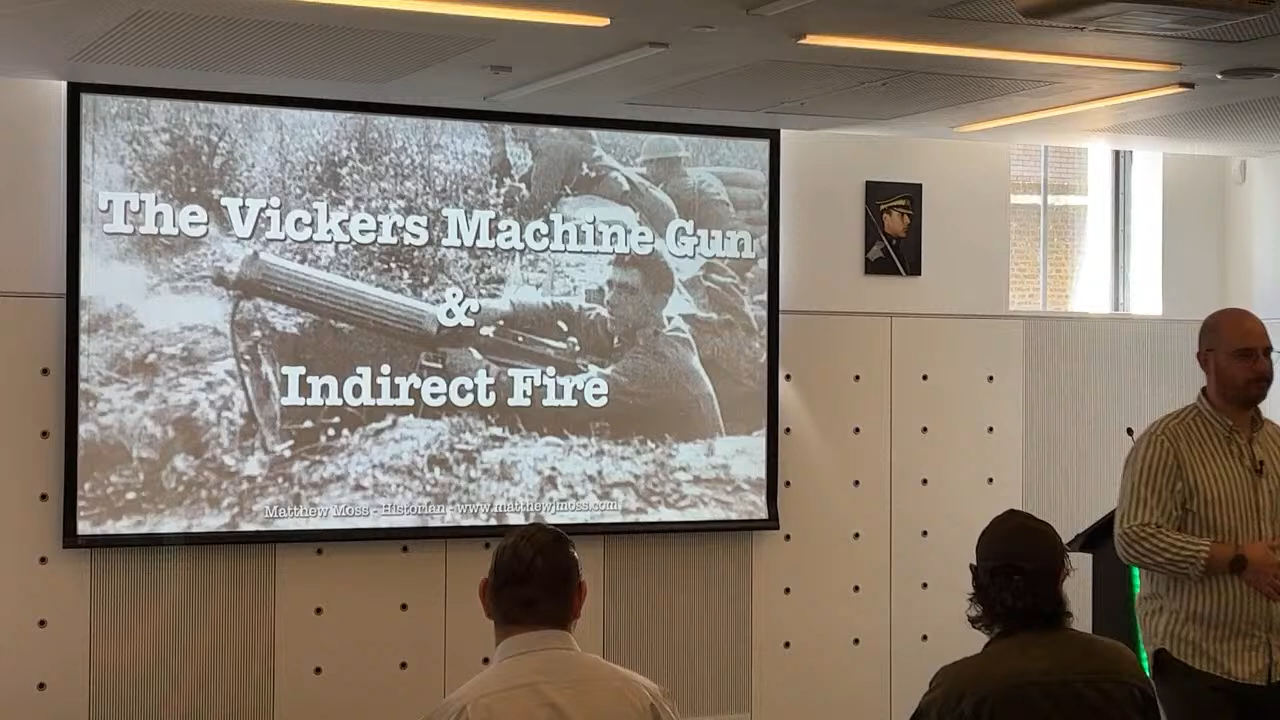 The Vickers Machine Gun
&
Indirect Fire
Matthew Moss - Historian - www.matthewjmoss.com